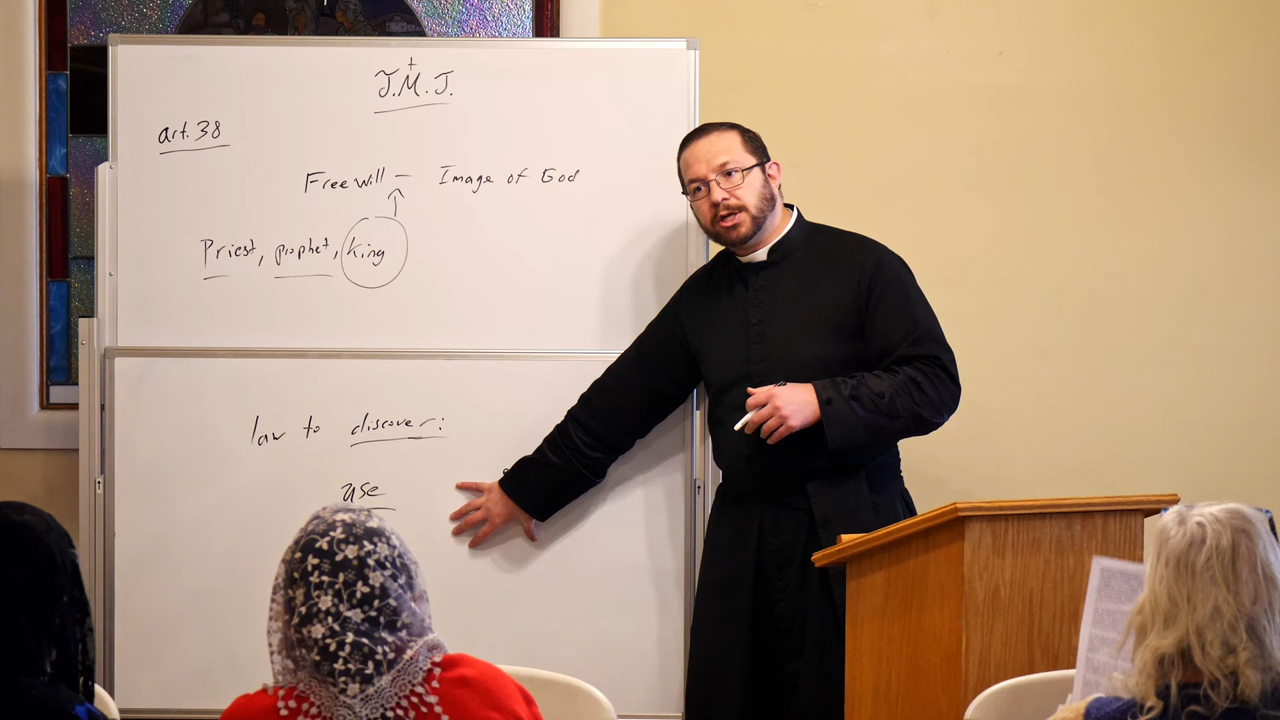 J.M.J.
art. 38
Free will — Image of God
Priest, prophet, king
law to discover:
use